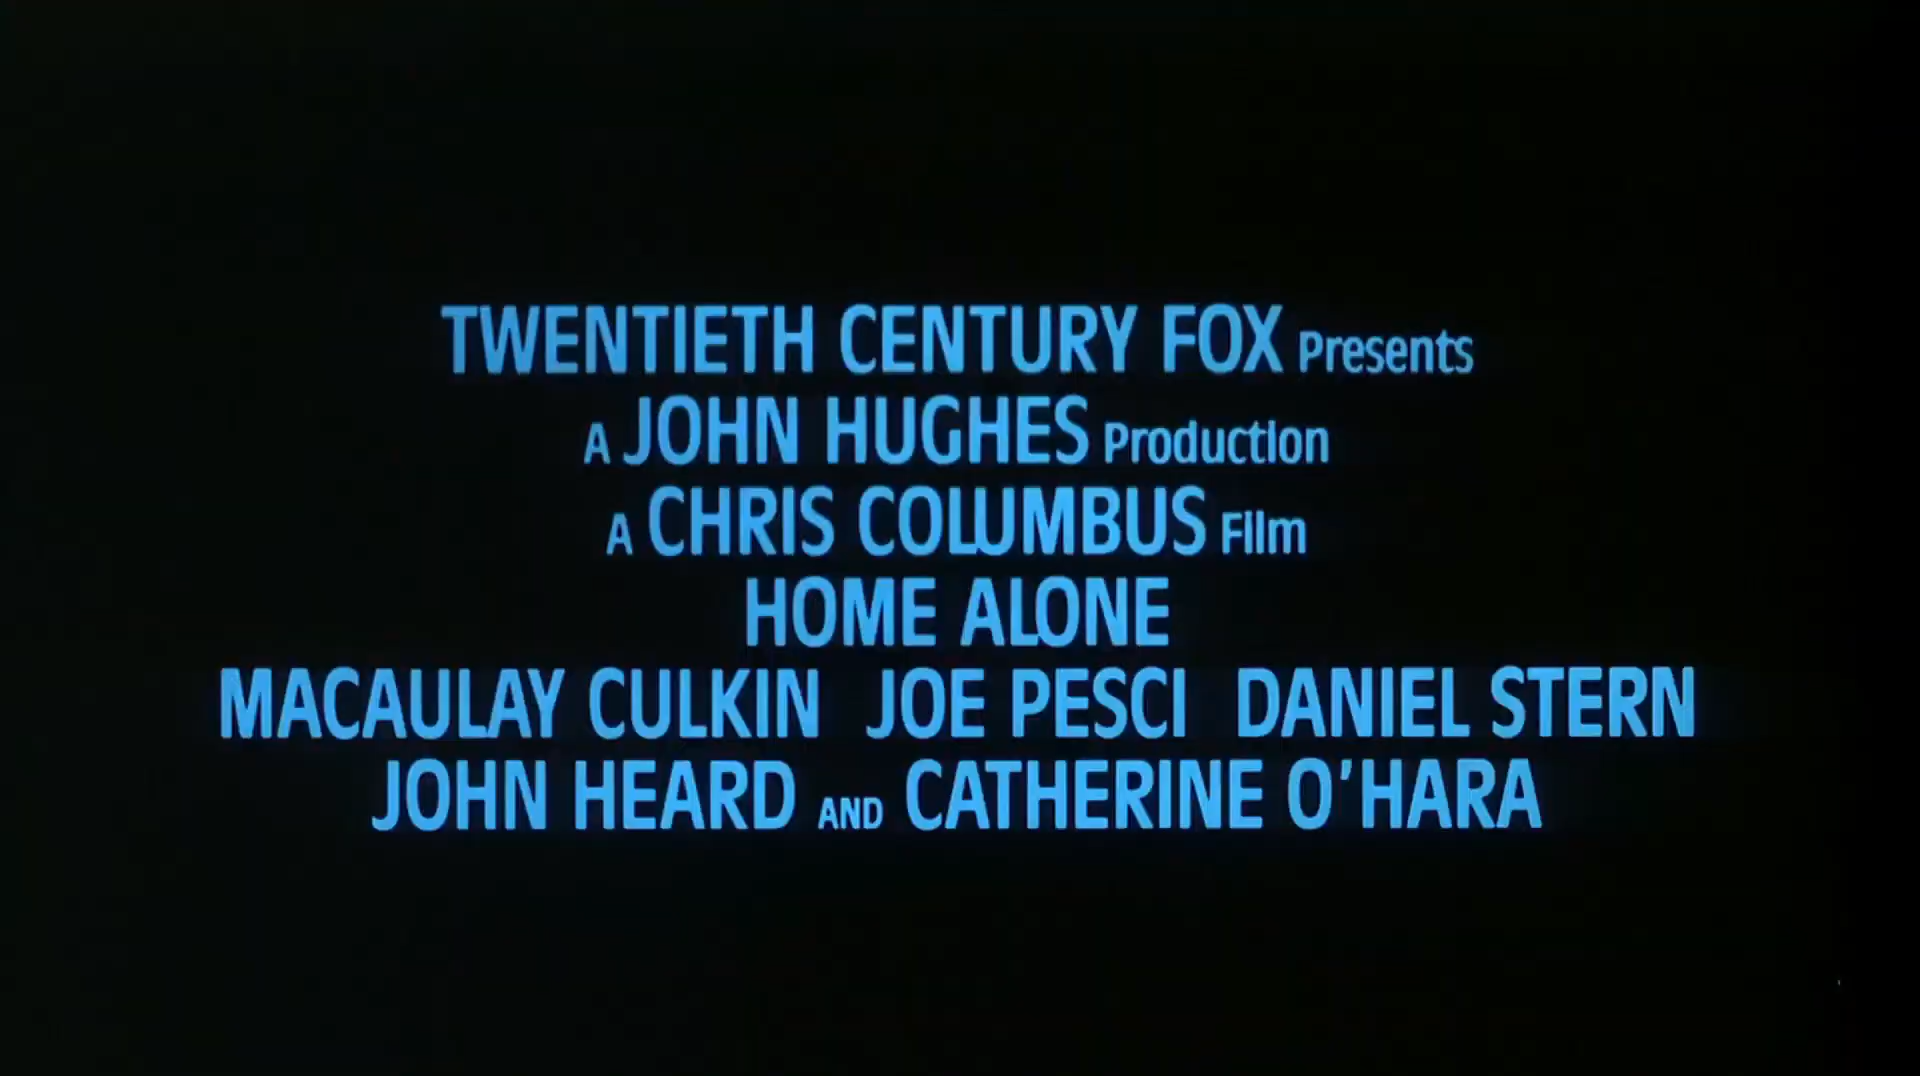 TWENTIETH CENTURY FOX Presents
A JOHN HUGHES Production
A CHRIS COLUMBUS Film
HOME ALONE
MACAULAY CULKIN JOE PESCI DANIEL STERN
JOHN HEARD AND CATHERINE O'HARA